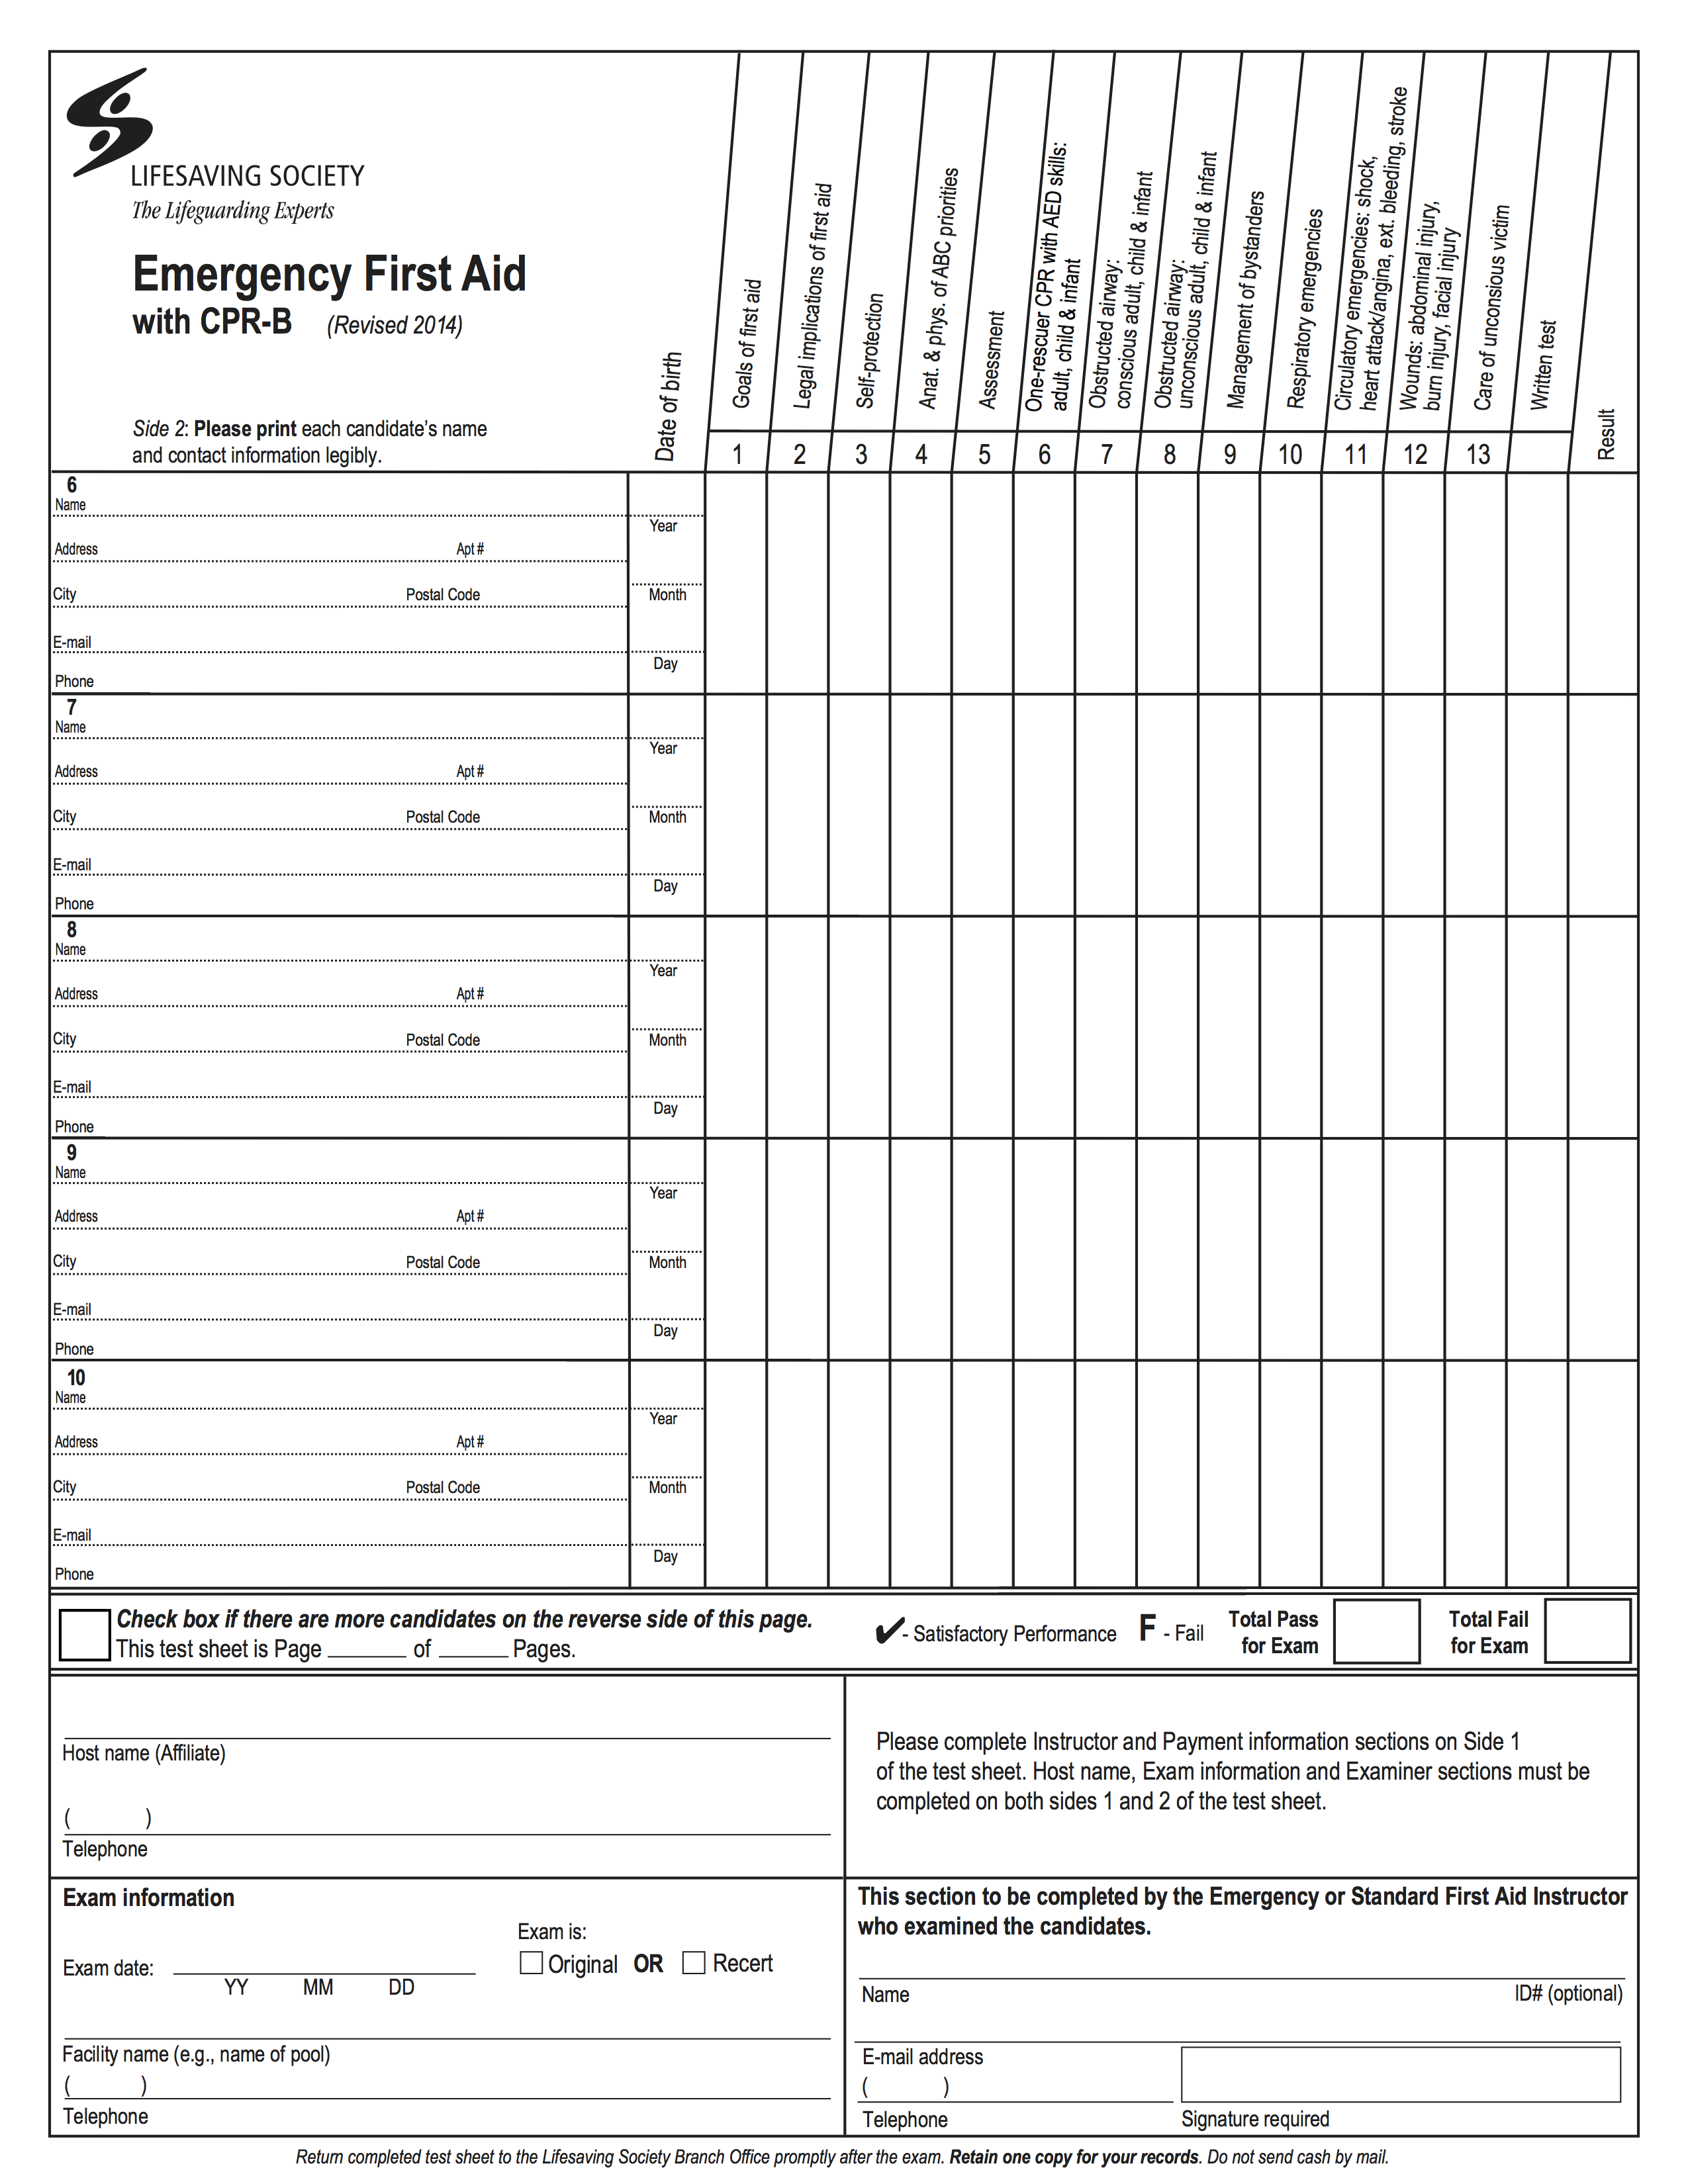 LIFESAVING SOCIETY
The Lifeguarding Experts
Emergency First Aid
with CPR-B (Revised 2014)
Side 2: Please print each candidate's name
and contact information legibly.
Date of birth
Goals of first aid
Legal implications of first aid
Self-protection
Anat. & phys. of ABC priorities
Assessment
One-rescuer CPR with AED skills:
adult, child & infant
Obstructed airway:
conscious adult, child & infant
Obstructed airway:
unconscious adult, child & infant
Management of bystanders
Respiratory emergencies
Circulatory emergencies: shock,
heart attack/angina, ext. bleeding, stroke
Wounds: abdominal injury,
burn injury, facial injury
Care of unconsious victim
Written test
Result
1 2 3 4 5 6 7 8 9 10 11 12 13
6
Name
Year
Address Apt #
City Postal Code
Month
E-mail
Day
Phone
7
Name
Year
Address Apt #
City Postal Code
Month
E-mail
Day
Phone
8
Name
Year
Address Apt #
City Postal Code
Month
E-mail
Day
Phone
9
Name
Year
Address Apt #
City Postal Code
Month
E-mail
Day
Phone
10
Name
Year
Address Apt #
City Postal Code
Month
E-mail
Day
Phone
Check box if there are more candidates on the reverse side of this page.
This test sheet is Page ______ of ______ Pages.
✔ - Satisfactory Performance F - Fail
Total Pass
for Exam
Total Fail
for Exam
Host name (Affiliate)
( )
Telephone
Please complete Instructor and Payment information sections on Side 1
of the test sheet. Host name, Exam information and Examiner sections must be
completed on both sides 1 and 2 of the test sheet.
Exam information
Exam is:
Exam date:
Original OR Recert
YY MM DD
Facility name (e.g., name of pool)
( )
Telephone
This section to be completed by the Emergency or Standard First Aid Instructor
who examined the candidates.
Name ID# (optional)
E-mail address
( )
Telephone Signature required
Return completed test sheet to the Lifesaving Society Branch Office promptly after the exam. Retain one copy for your records. Do not send cash by mail.